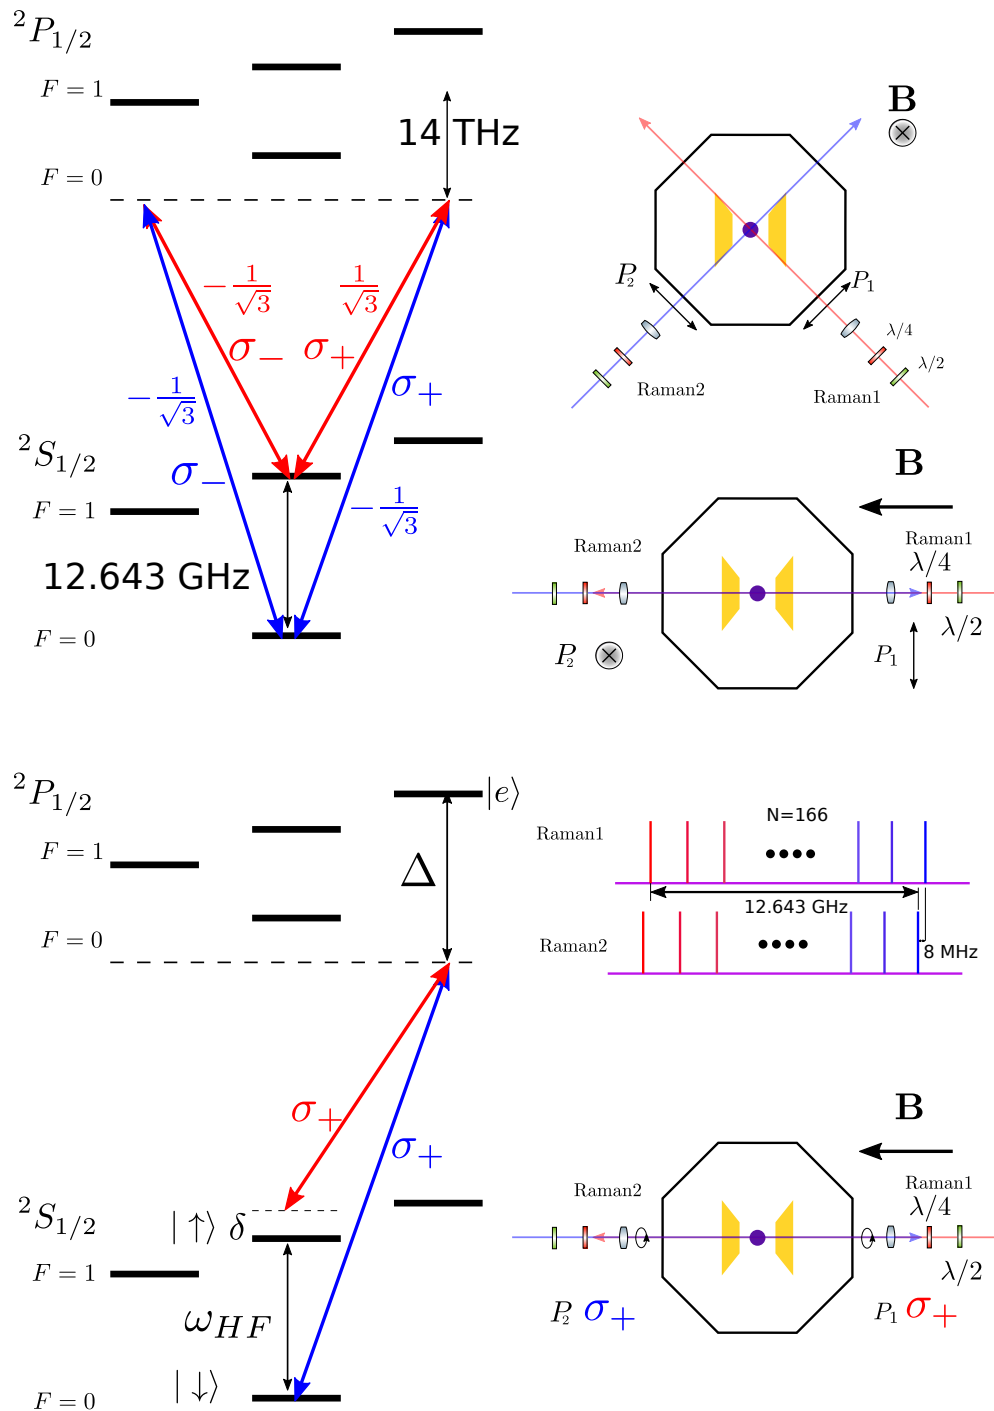 ²P₁/₂
F = 1
14 THz
F = 0
−1/√3
1/√3
σ₋
σ₊
−1/√3
σ₊
σ₋
−1/√3
²S₁/₂
F = 1
12.643 GHz
F = 0
B
P₂
P₁
λ/4
λ/2
Raman2
Raman1
B
Raman2
Raman1
λ/4
λ/2
P₂
P₁
²P₁/₂
|e⟩
F = 1
Δ
F = 0
σ₊
σ₊
²S₁/₂
|↑⟩ δ
F = 1
ω_HF
|↓⟩
F = 0
N=166
Raman1
12.643 GHz
Raman2
8 MHz
B
Raman2
Raman1
λ/4
λ/2
P₂ σ₊
P₁ σ₊